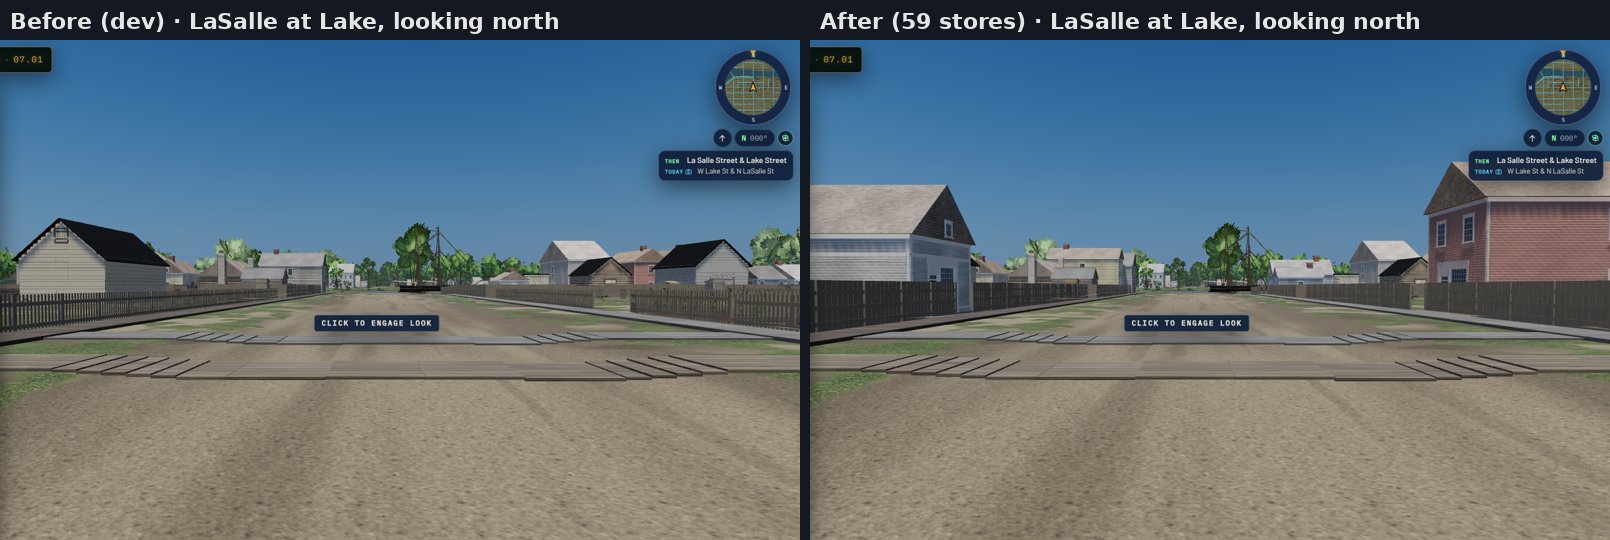 Before (dev) · LaSalle at Lake, looking north
· 07.01
W E
S
N 000°
THEN La Salle Street & Lake Street
TODAY W Lake St & N LaSalle St
CLICK TO ENGAGE LOOK
After (59 stores) · LaSalle at Lake, looking north
· 07.01
W E
S
N 000°
THEN La Salle Street & Lake Street
TODAY W Lake St & N LaSalle St
CLICK TO ENGAGE LOOK